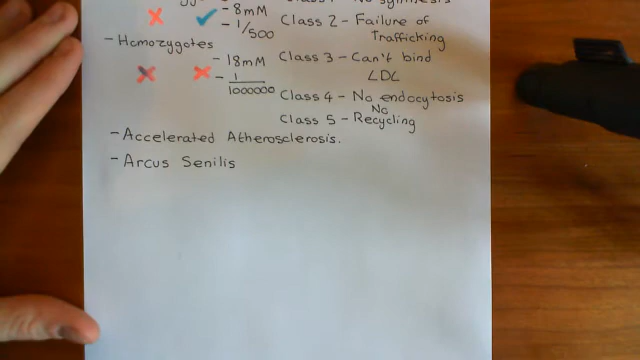 - 8mM
- 1/500
Class 2 - Failure of
Trafficking
- Homozygotes
- 18mM
- 1
1000000
Class 3 - Can't bind
LDL
Class 4 - No endocytosis
Class 5 - No Recycling
- Accelerated Atherosclerosis.
- Arcus Senilis